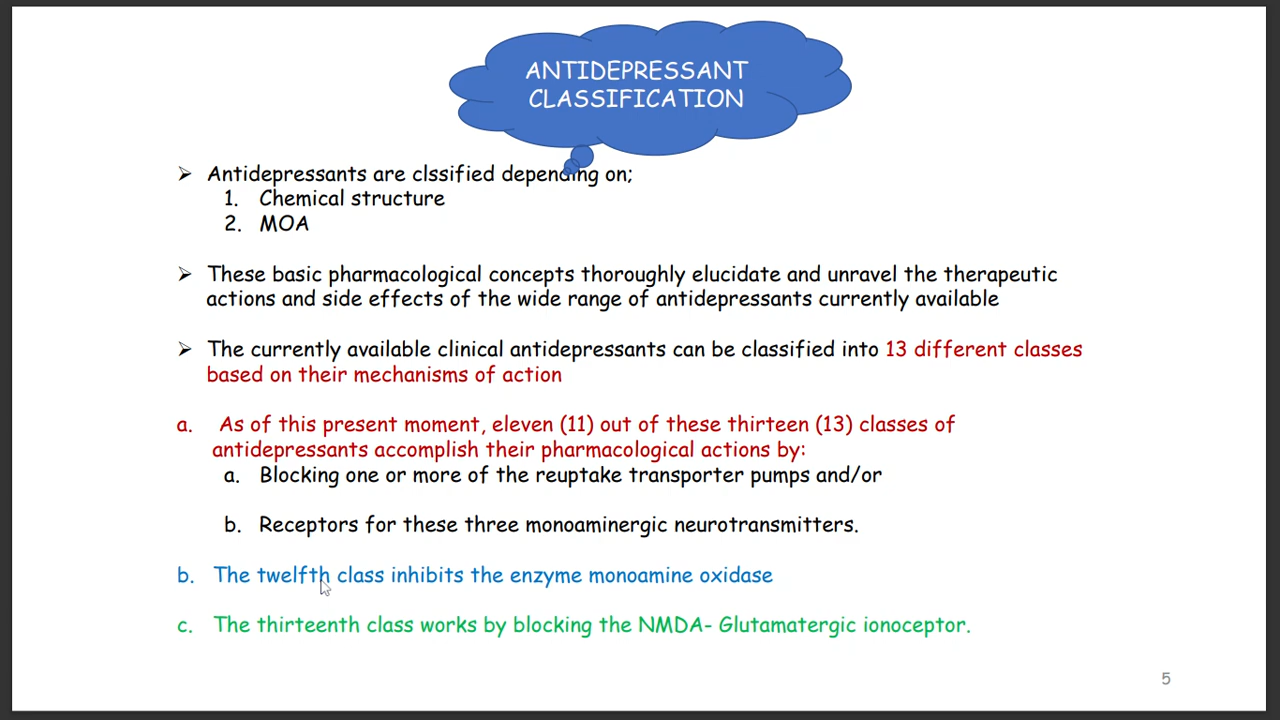 ANTIDEPRESSANT
CLASSIFICATION
➢ Antidepressants are clssified depending on;
1. Chemical structure
2. MOA
➢ These basic pharmacological concepts thoroughly elucidate and unravel the therapeutic
actions and side effects of the wide range of antidepressants currently available
➢ The currently available clinical antidepressants can be classified into 13 different classes
based on their mechanisms of action
a. As of this present moment, eleven (11) out of these thirteen (13) classes of
antidepressants accomplish their pharmacological actions by:
a. Blocking one or more of the reuptake transporter pumps and/or
b. Receptors for these three monoaminergic neurotransmitters.
b. The twelfth class inhibits the enzyme monoamine oxidase
c. The thirteenth class works by blocking the NMDA- Glutamatergic ionoceptor.
5